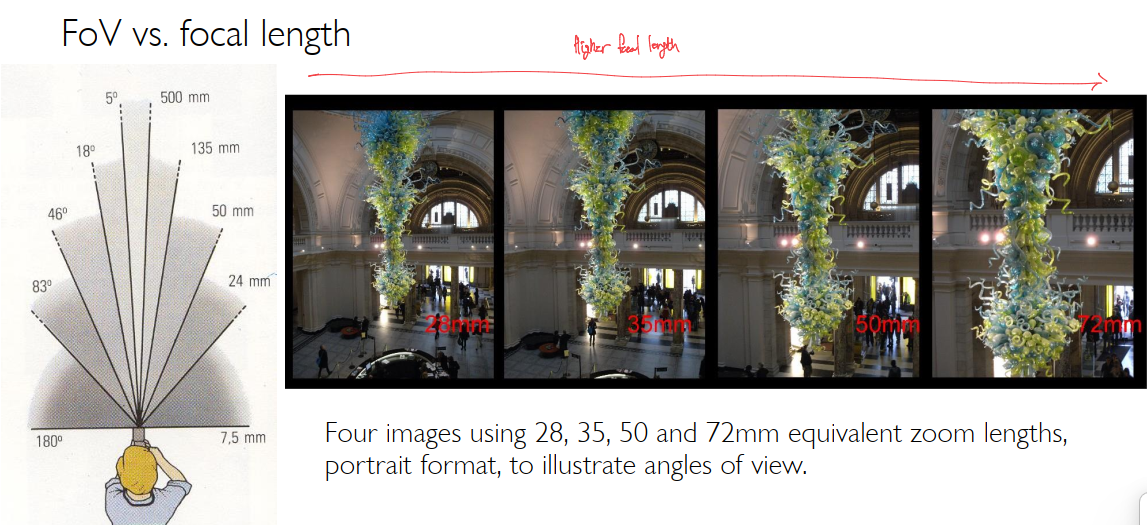 FoV vs. focal length
Higher focal length
5° 500 mm
18° 135 mm
46° 50 mm
83° 24 mm
180° 7,5 mm
28mm 35mm 50mm 72mm
Four images using 28, 35, 50 and 72mm equivalent zoom lengths,
portrait format, to illustrate angles of view.